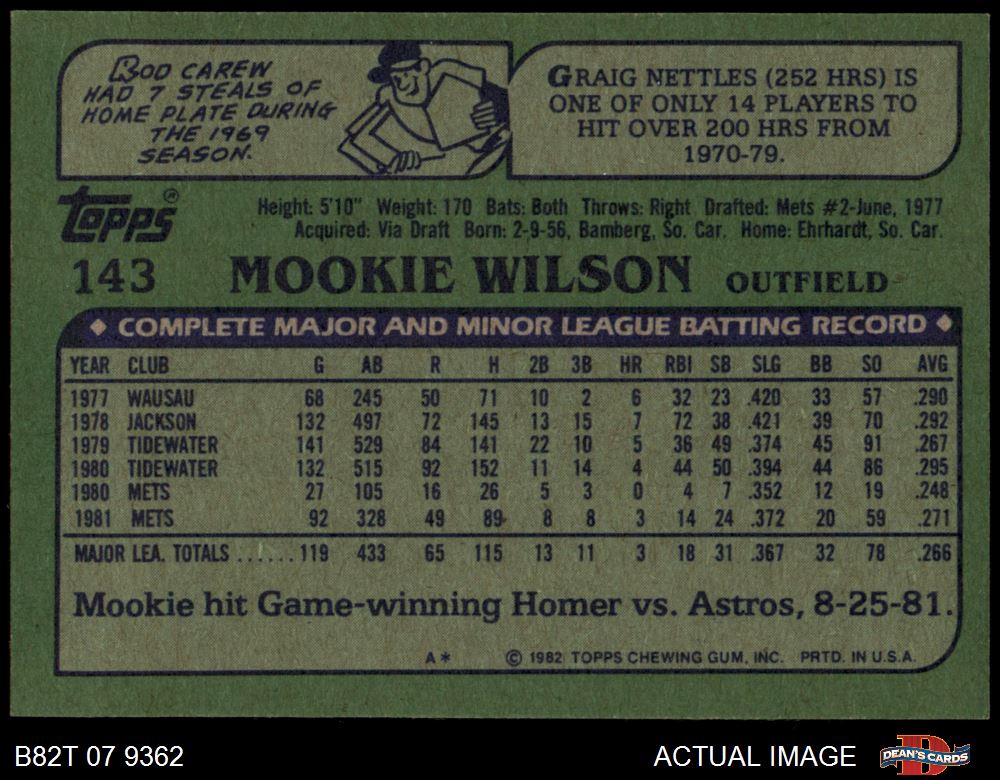 ROD CAREW
HAD 7 STEALS OF
HOME PLATE DURING
THE 1969
SEASON.
GRAIG NETTLES (252 HRS) IS
ONE OF ONLY 14 PLAYERS TO
HIT OVER 200 HRS FROM
1970-79.
Topps®
Height: 5'10" Weight: 170 Bats: Both Throws: Right Drafted: Mets #2-June, 1977
Acquired: Via Draft Born: 2-9-56, Bamberg, So. Car. Home: Ehrhardt, So. Car.
143 MOOKIE WILSON OUTFIELD
◆ COMPLETE MAJOR AND MINOR LEAGUE BATTING RECORD ◆
YEAR CLUB G AB R H 2B 3B HR RBI SB SLG BB SO AVG
1977 WAUSAU 68 245 50 71 10 2 6 32 23 .420 33 57 .290
1978 JACKSON 132 497 72 145 13 15 7 72 38 .421 39 70 .292
1979 TIDEWATER 141 529 84 141 22 10 5 36 49 .374 45 91 .267
1980 TIDEWATER 132 515 92 152 11 14 4 44 50 .394 44 86 .295
1980 METS 27 105 16 26 5 3 0 4 7 .352 12 19 .248
1981 METS 92 328 49 89 8 8 3 14 24 .372 20 59 .271
MAJOR LEA. TOTALS ......119 433 65 115 13 11 3 18 31 .367 32 78 .266
Mookie hit Game-winning Homer vs. Astros, 8-25-81.
A* © 1982 TOPPS CHEWING GUM, INC. PRTD. IN U.S.A.
B82T 07 9362 ACTUAL IMAGE D DEAN'S CARDS